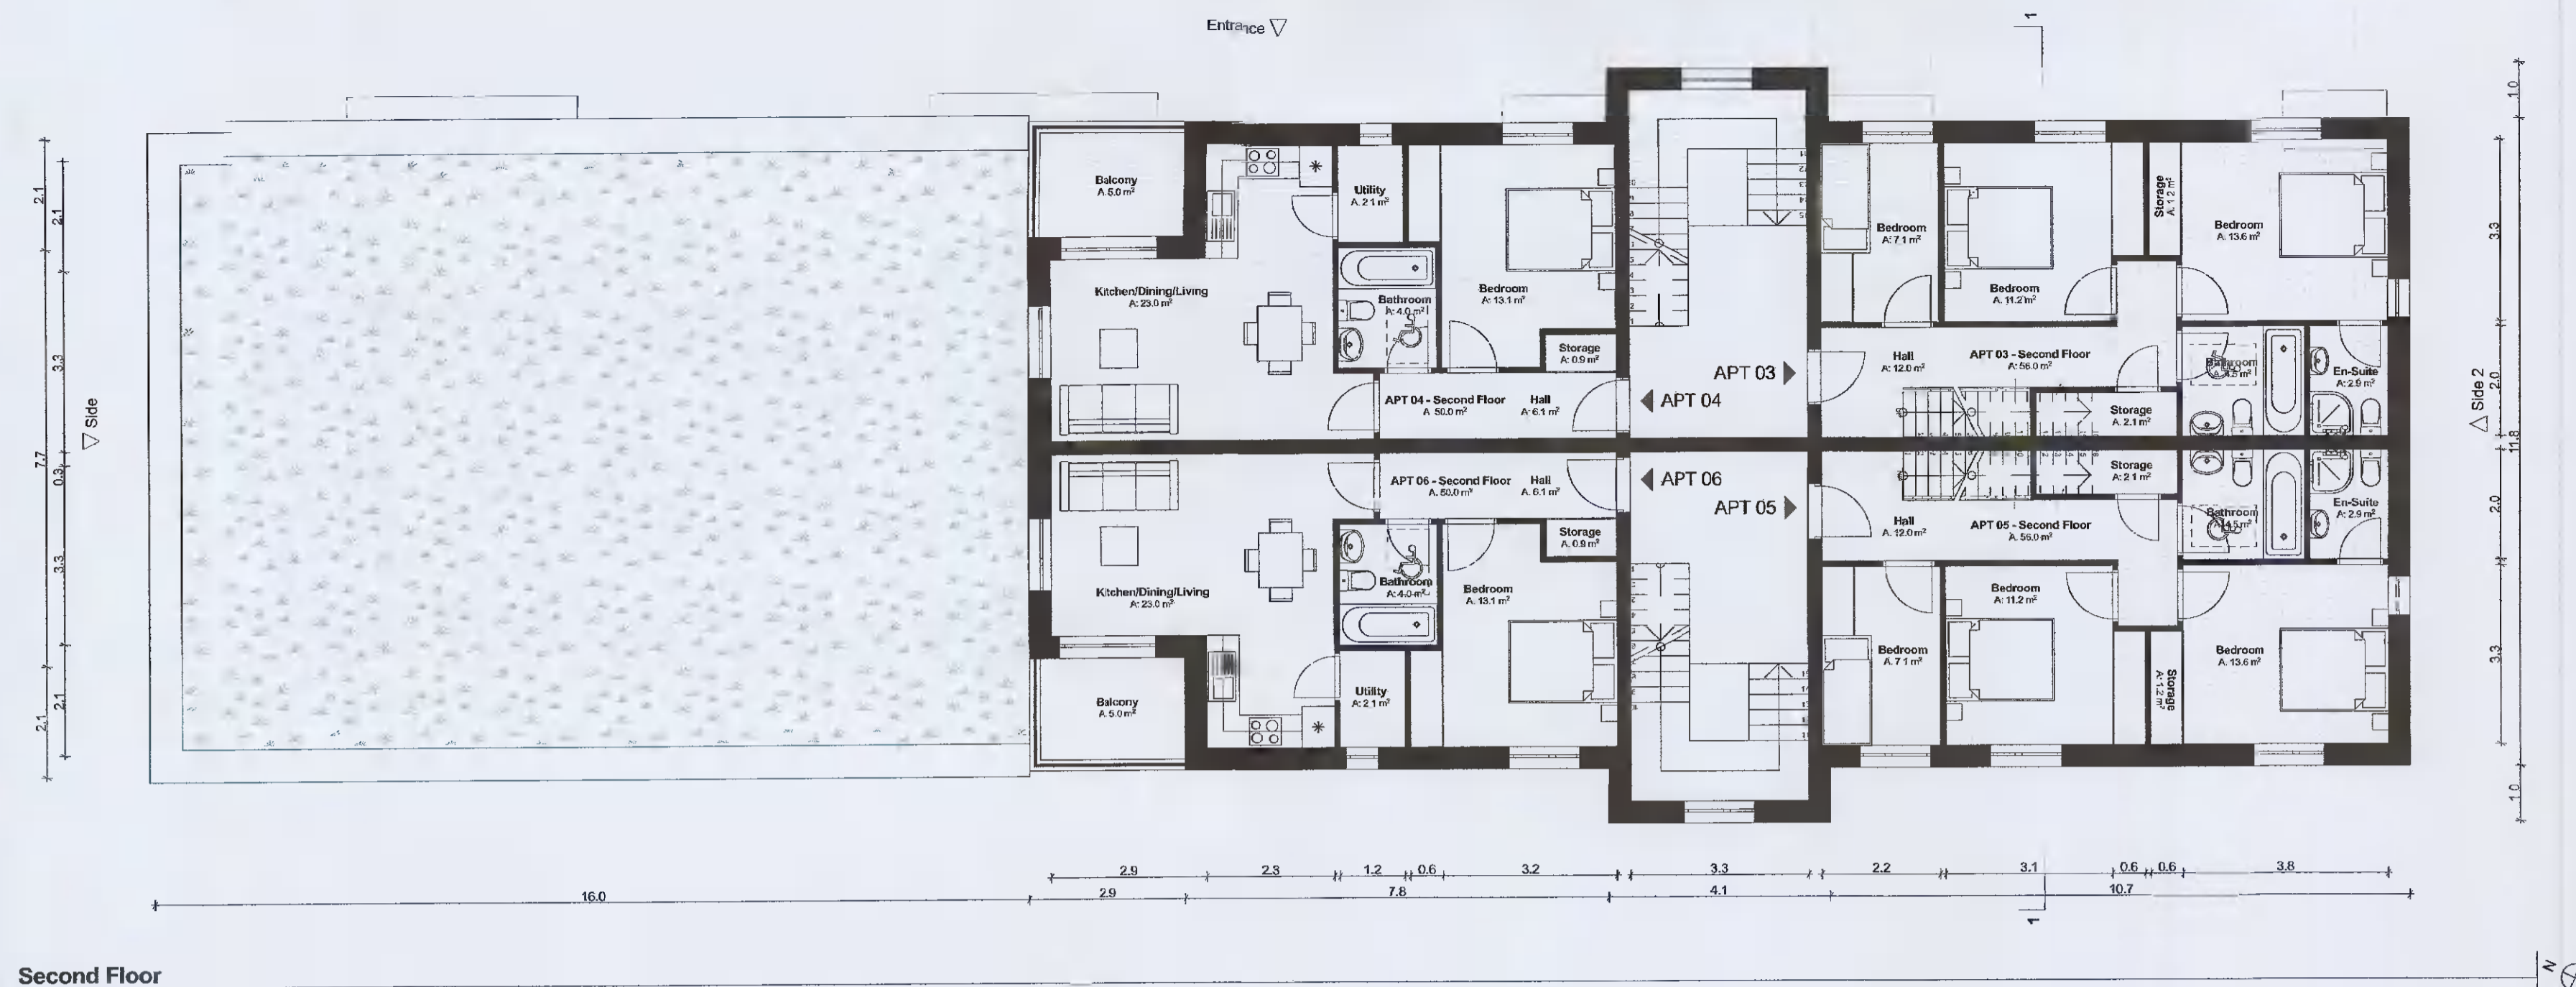 Entrance
1
Balcony
A. 5.0 m²
Utility
A. 2.1 m²
Kitchen/Dining/Living
A: 23.0 m²
Bathroom
A: 4.0 m²
Bedroom
A: 13.1 m²
Storage
A: 0.9 m²
APT 04 - Second Floor
A 50.0 m²
Hall
A: 6.1 m²
APT 03
APT 04
Bedroom
A: 7.1 m²
Bedroom
A. 11.2 m²
Storage
A. 1.2 m²
Bedroom
A. 13.6 m²
Hall
A: 12.0 m²
APT 03 - Second Floor
A: 56.0 m²
Storage
A: 2.1 m²
En-Suite
A: 2.9 m²
APT 06 - Second Floor
A. 50.0 m²
Hall
A. 6.1 m²
APT 06
APT 05
Storage
A. 0.9 m²
Kitchen/Dining/Living
A: 23.0 m²
Bathroom
A: 4.0 m²
Bedroom
A. 13.1 m²
Balcony
A. 5.0 m²
Utility
A: 2.1 m²
Storage
A: 2.1 m²
Hall
A. 12.0 m²
APT 05 - Second Floor
A. 56.0 m²
Bathroom
En-Suite
A: 2.9 m²
Bedroom
A. 7.1 m²
Bedroom
A: 11.2 m²
Storage
A: 1.2 m²
Bedroom
A. 13.6 m²
2.1
7.7
2.1
2.1
3.3
0.3
3.3
2.1
Side
1.0
11.8
1.0
3.3
2.0
2.0
3.3
Side 2
2.9 2.3 1.2 0.6 3.2 3.3 2.2 3.1 0.6 0.6 3.8
16.0 2.9 7.8 4.1 10.7
1
Second Floor
N